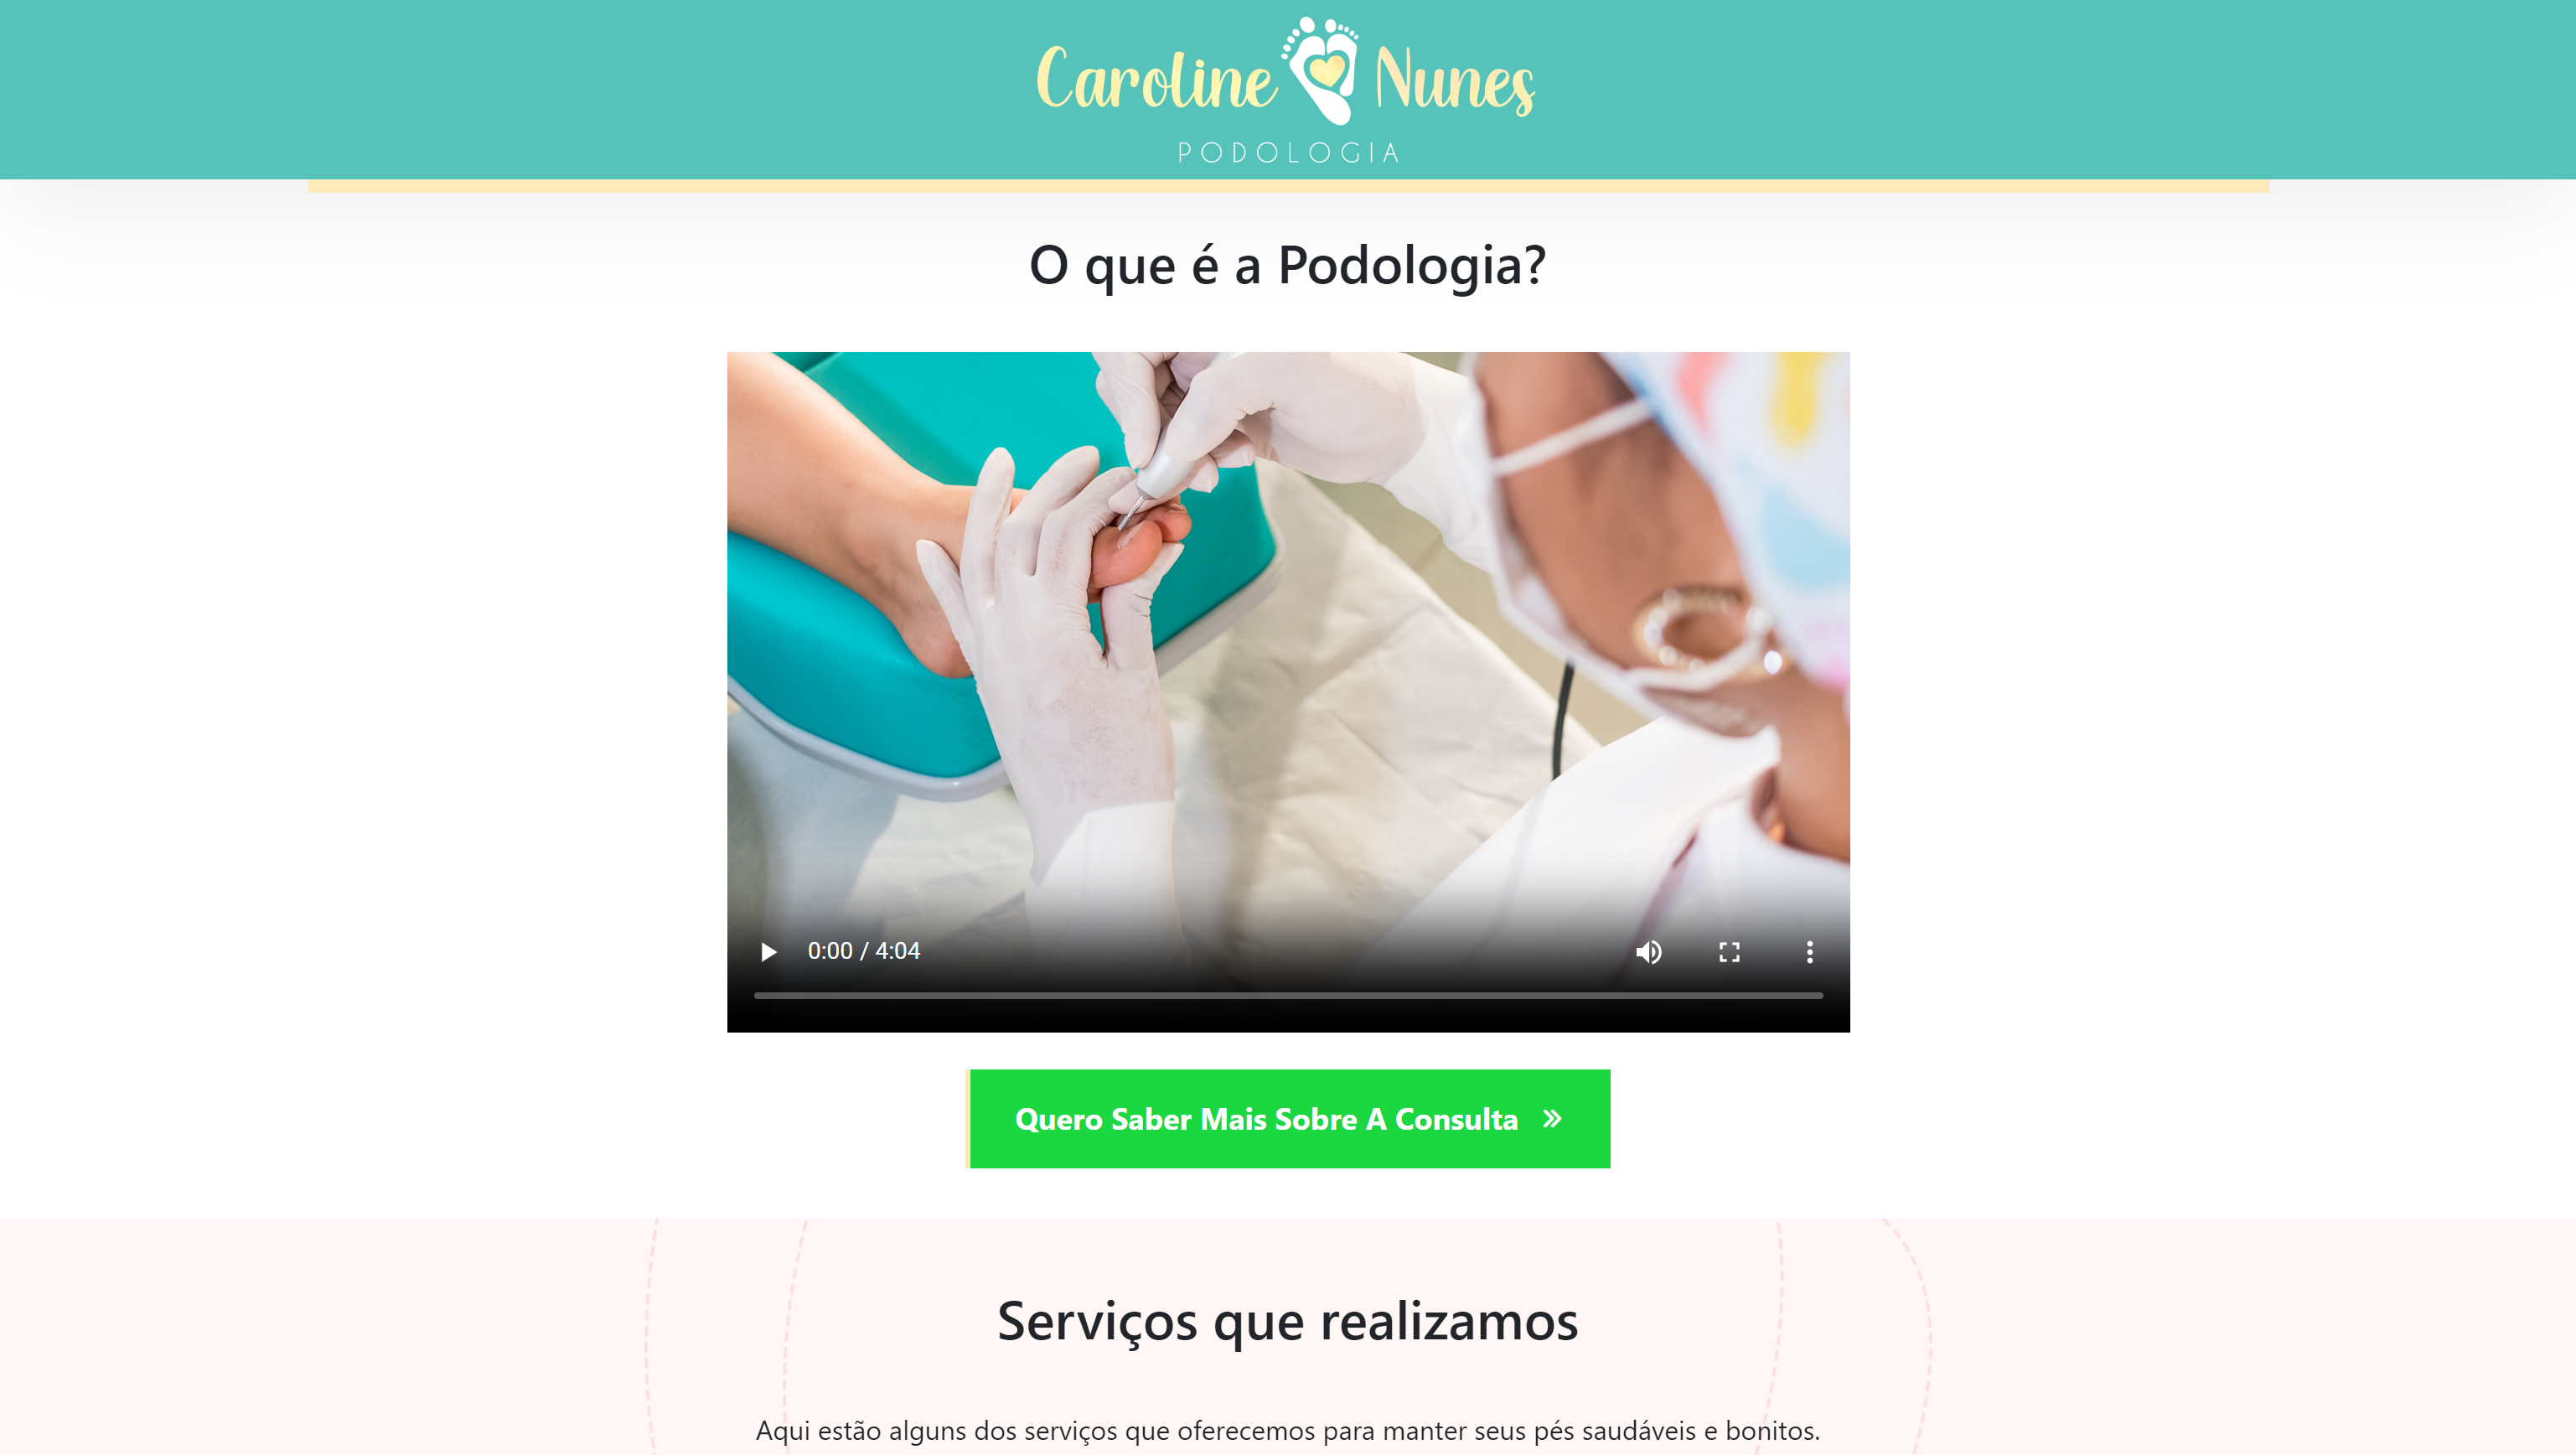 Caroline Nunes
PODOLOGIA
O que é a Podologia?
0:00 / 4:04
Quero Saber Mais Sobre A Consulta
Serviços que realizamos
Aqui estão alguns dos serviços que oferecemos para manter seus pés saudáveis e bonitos.